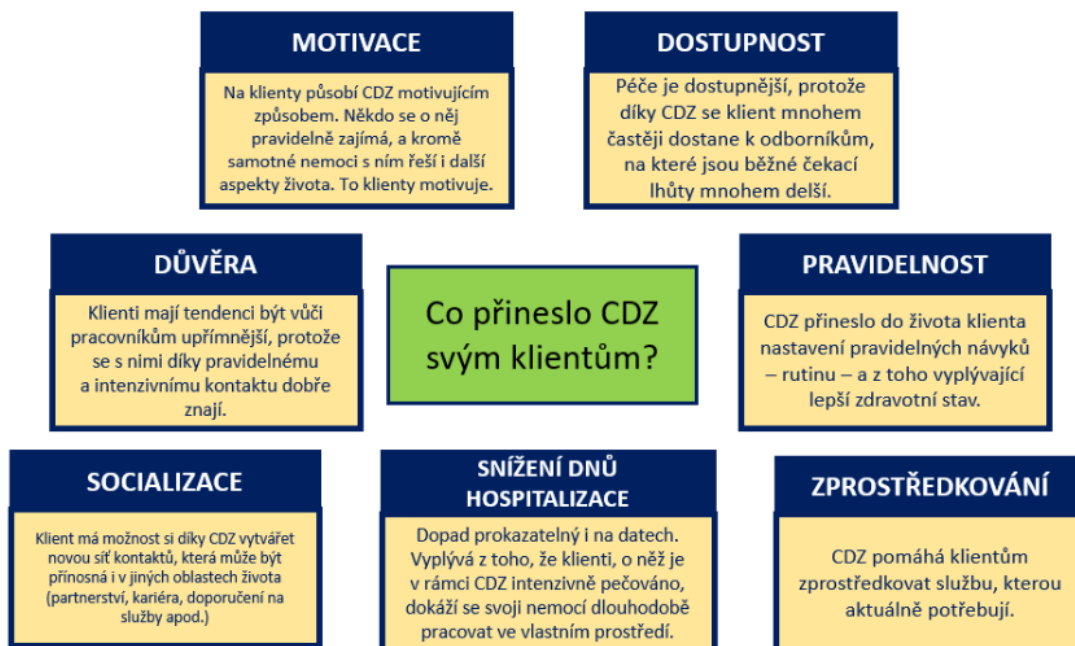 MOTIVACE
Na klienty působí CDZ motivujícím
způsobem. Někdo se o něj
pravidelně zajímá, a kromě
samotné nemoci s ním řeší i další
aspekty života. To klienty motivuje.
DOSTUPNOST
Péče je dostupnější, protože
díky CDZ se klient mnohem
častěji dostane k odborníkům,
na které jsou běžné čekací
lhůty mnohem delší.
DŮVĚRA
Klienti mají tendenci být vůči
pracovníkům upřímnější, protože
se s nimi díky pravidelnému
a intenzivnímu kontaktu dobře
znají.
Co přineslo CDZ
svým klientům?
PRAVIDELNOST
CDZ přineslo do života klienta
nastavení pravidelných návyků
– rutinu – a z toho vyplývající
lepší zdravotní stav.
SOCIALIZACE
Klient má možnost si díky CDZ vytvářet
novou síť kontaktů, která může být
přínosná i v jiných oblastech života
(partnerství, kariéra, doporučení na
služby apod.)
SNÍŽENÍ DNŮ
HOSPITALIZACE
Dopad prokazatelný i na datech.
Vyplývá z toho, že klienti, o něž je
v rámci CDZ intenzivně pečováno,
dokáží se svoji nemocí dlouhodobě
pracovat ve vlastním prostředí.
ZPROSTŘEDKOVÁNÍ
CDZ pomáhá klientům
zprostředkovat službu, kterou
aktuálně potřebují.